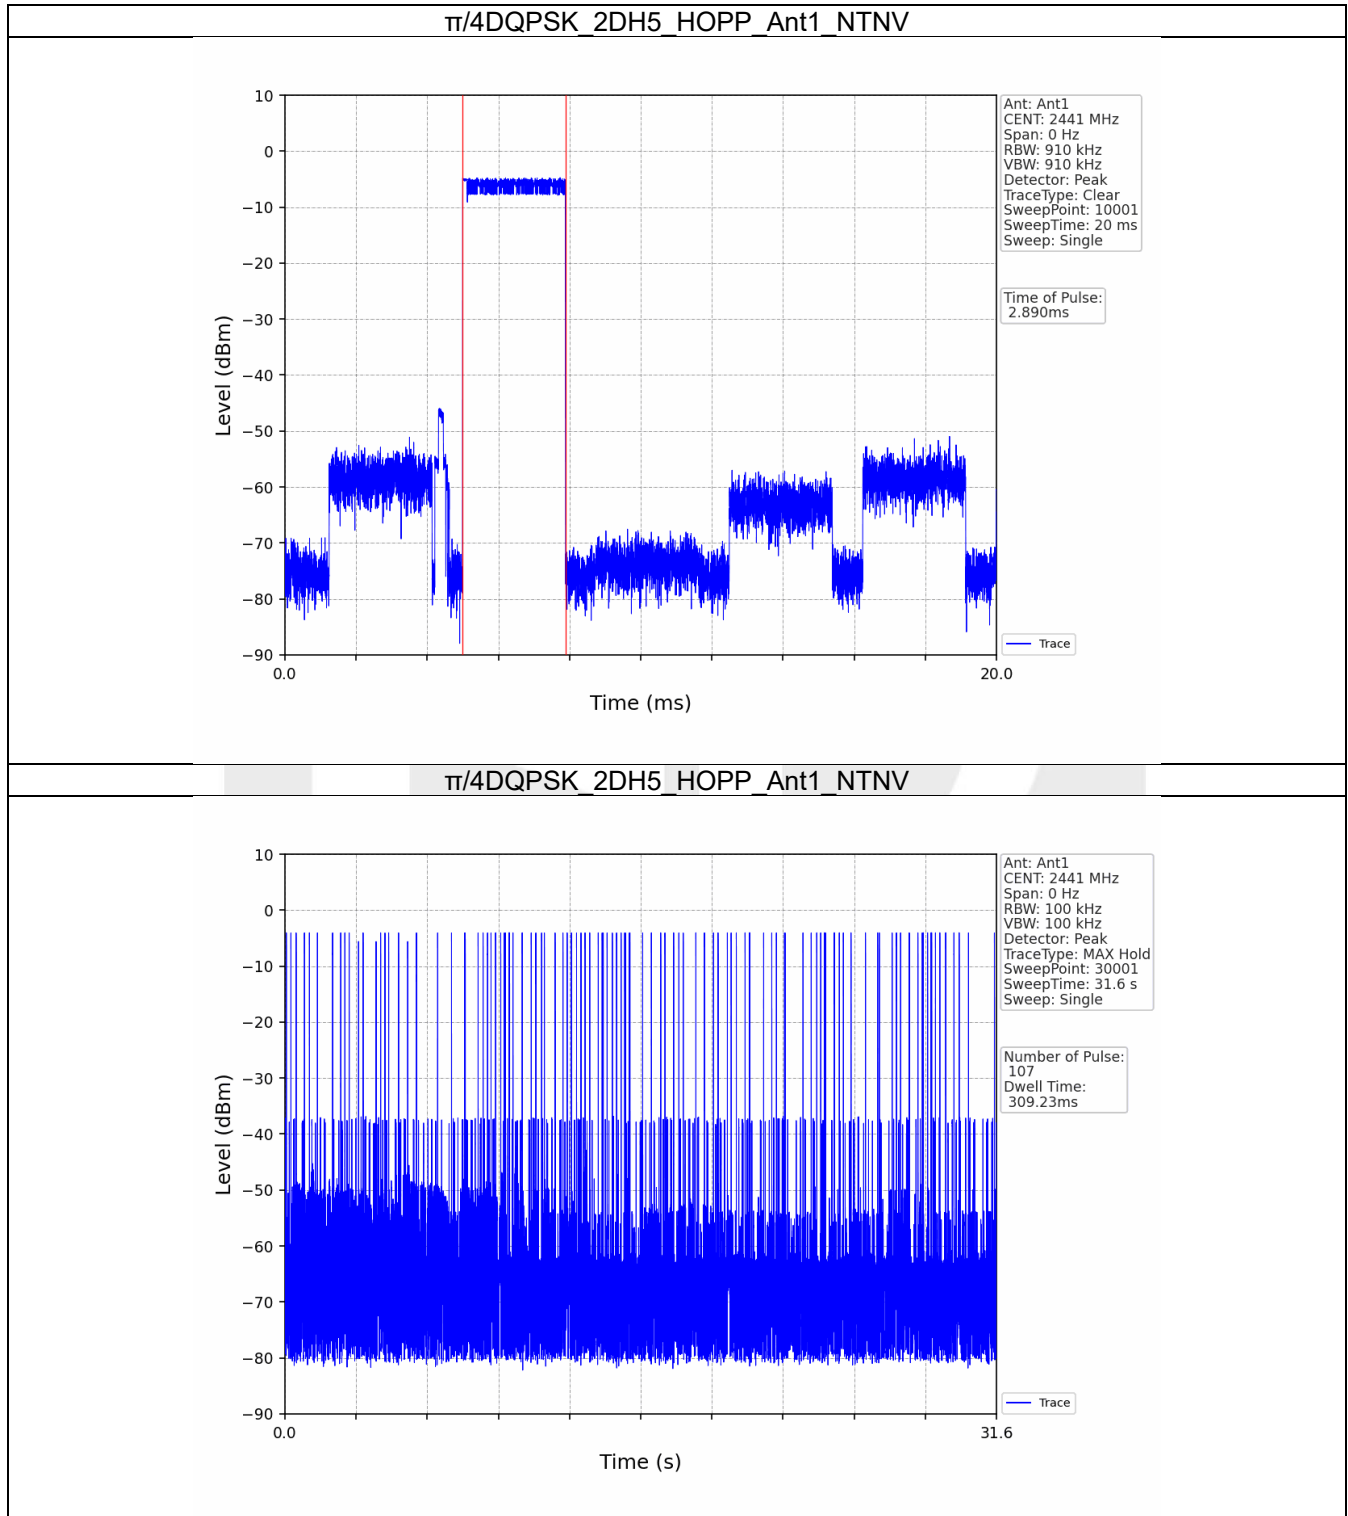 π/4DQPSK_2DH5_HOPP_Ant1_NTNV
10
0
−10
−20
−30
−40
−50
−60
−70
−80
−90
Level (dBm)
0.0
20.0
Time (ms)
Ant: Ant1
CENT: 2441 MHz
Span: 0 Hz
RBW: 910 kHz
VBW: 910 kHz
Detector: Peak
TraceType: Clear
SweepPoint: 10001
SweepTime: 20 ms
Sweep: Single
Time of Pulse:
2.890ms
Trace
π/4DQPSK_2DH5_HOPP_Ant1_NTNV
10
0
−10
−20
−30
−40
−50
−60
−70
−80
−90
Level (dBm)
0.0
31.6
Time (s)
Ant: Ant1
CENT: 2441 MHz
Span: 0 Hz
RBW: 100 kHz
VBW: 100 kHz
Detector: Peak
TraceType: MAX Hold
SweepPoint: 30001
SweepTime: 31.6 s
Sweep: Single
Number of Pulse:
107
Dwell Time:
309.23ms
Trace